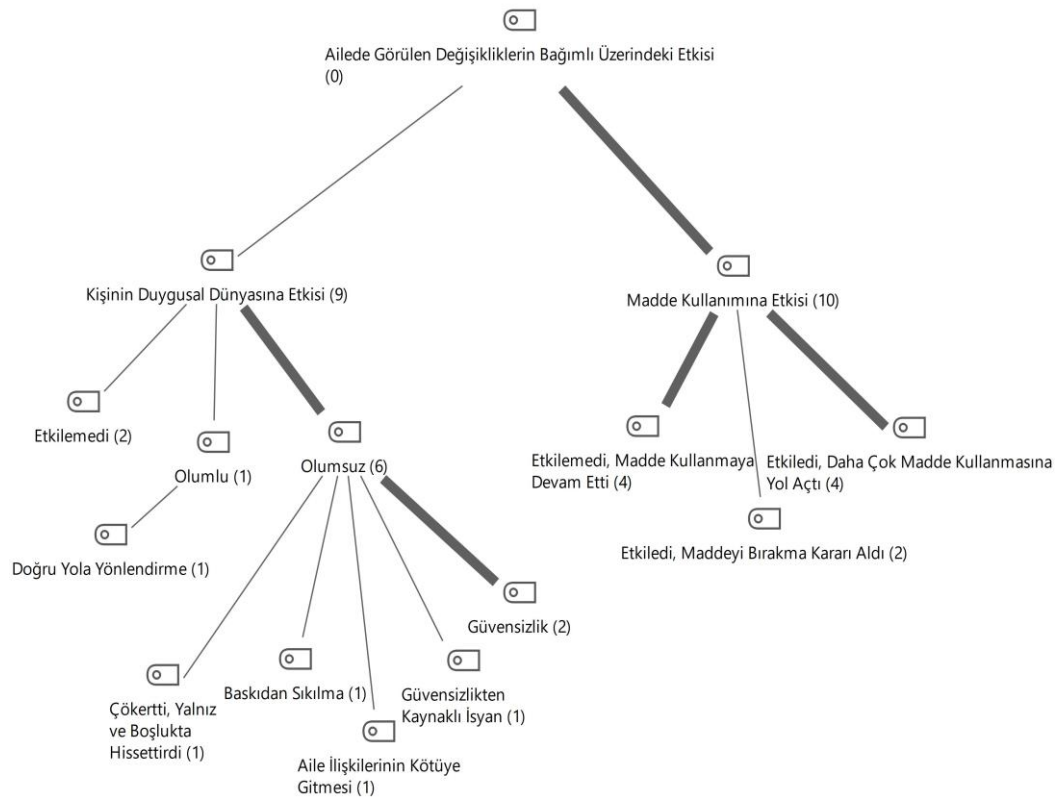 Ailede Görülen Değişikliklerin Bağımlı Üzerindeki Etkisi
(0)
Kişinin Duygusal Dünyasına Etkisi (9)
Madde Kullanımına Etkisi (10)
Etkilemedi (2)
Olumlu (1)
Olumsuz (6)
Etkilemedi, Madde Kullanmaya
Devam Etti (4)
Etkiledi, Daha Çok Madde Kullanmasına
Yol Açtı (4)
Etkiledi, Maddeyi Bırakma Kararı Aldı (2)
Doğru Yola Yönlendirme (1)
Güvensizlik (2)
Çökertti, Yalnız
ve Boşlukta
Hissettirdi (1)
Baskıdan Sıkılma (1)
Aile İlişkilerinin Kötüye
Gitmesi (1)
Güvensizlikten
Kaynaklı İsyan (1)